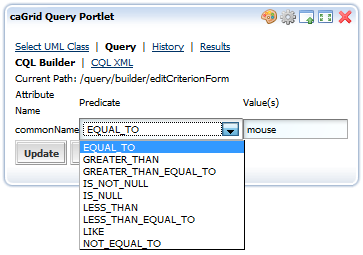 caGrid Query Portlet
Select UML Class | Query | History | Results
CQL Builder | CQL XML
Current Path: /query/builder/editCriterionForm
Attribute Name Predicate Value(s)
commonName EQUAL_TO mouse
Update
EQUAL_TO
GREATER_THAN
GREATER_THAN_EQUAL_TO
IS_NOT_NULL
IS_NULL
LESS_THAN
LESS_THAN_EQUAL_TO
LIKE
NOT_EQUAL_TO